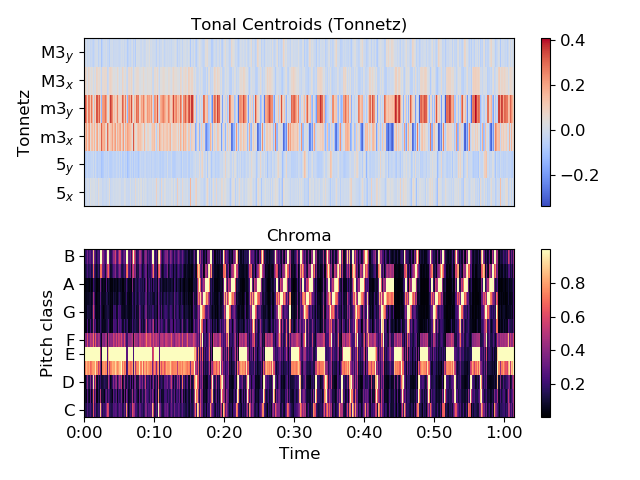 Tonal Centroids (Tonnetz)
Tonnetz
M3y
M3x
m3y
m3x
5y
5x
0.4
0.2
0.0
−0.2
Chroma
Pitch class
B
A
G
F
E
D
C
0.8
0.6
0.4
0.2
0:00 0:10 0:20 0:30 0:40 0:50 1:00
Time